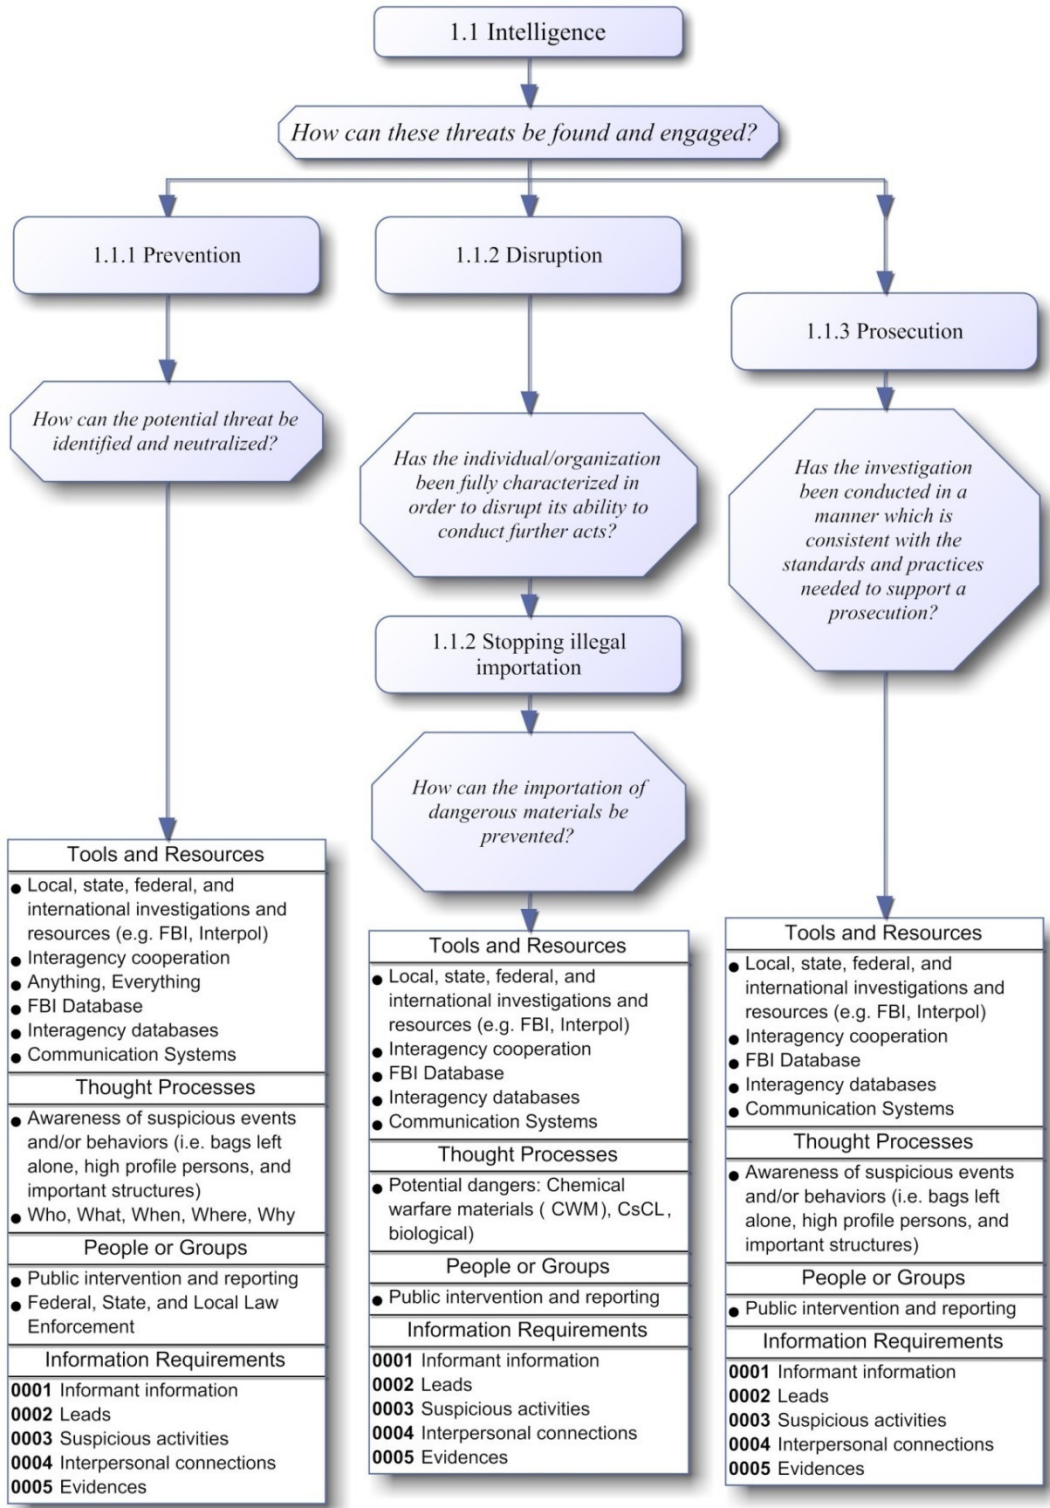 1.1 Intelligence
How can these threats be found and engaged?
1.1.1 Prevention
How can the potential threat be
identified and neutralized?
Tools and Resources
● Local, state, federal, and
international investigations and
resources (e.g. FBI, Interpol)
● Interagency cooperation
● Anything, Everything
● FBI Database
● Interagency databases
● Communication Systems
Thought Processes
● Awareness of suspicious events
and/or behaviors (i.e. bags left
alone, high profile persons, and
important structures)
● Who, What, When, Where, Why
People or Groups
● Public intervention and reporting
● Federal, State, and Local Law
Enforcement
Information Requirements
0001 Informant information
0002 Leads
0003 Suspicious activities
0004 Interpersonal connections
0005 Evidences
1.1.2 Disruption
Has the individual/organization
been fully characterized in
order to disrupt its ability to
conduct further acts?
1.1.2 Stopping illegal
importation
How can the importation of
dangerous materials be
prevented?
Tools and Resources
● Local, state, federal, and
international investigations and
resources (e.g. FBI, Interpol)
● Interagency cooperation
● FBI Database
● Interagency databases
● Communication Systems
Thought Processes
● Potential dangers: Chemical
warfare materials ( CWM), CsCL,
biological)
People or Groups
● Public intervention and reporting
Information Requirements
0001 Informant information
0002 Leads
0003 Suspicious activities
0004 Interpersonal connections
0005 Evidences
1.1.3 Prosecution
Has the investigation
been conducted in a
manner which is
consistent with the
standards and practices
needed to support a
prosecution?
Tools and Resources
● Local, state, federal, and
international investigations and
resources (e.g. FBI, Interpol)
● Interagency cooperation
● FBI Database
● Interagency databases
● Communication Systems
Thought Processes
● Awareness of suspicious events
and/or behaviors (i.e. bags left
alone, high profile persons, and
important structures)
People or Groups
● Public intervention and reporting
Information Requirements
0001 Informant information
0002 Leads
0003 Suspicious activities
0004 Interpersonal connections
0005 Evidences